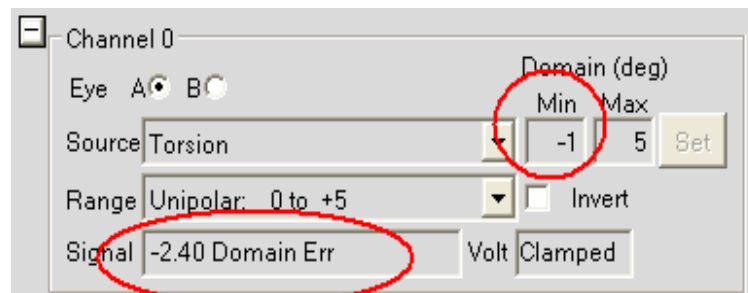 Channel 0
Domain (deg)
Eye A B
Min Max
Source Torsion -1 5 Set
Range Unipolar: 0 to +5 Invert
Signal -2.40 Domain Err Volt Clamped